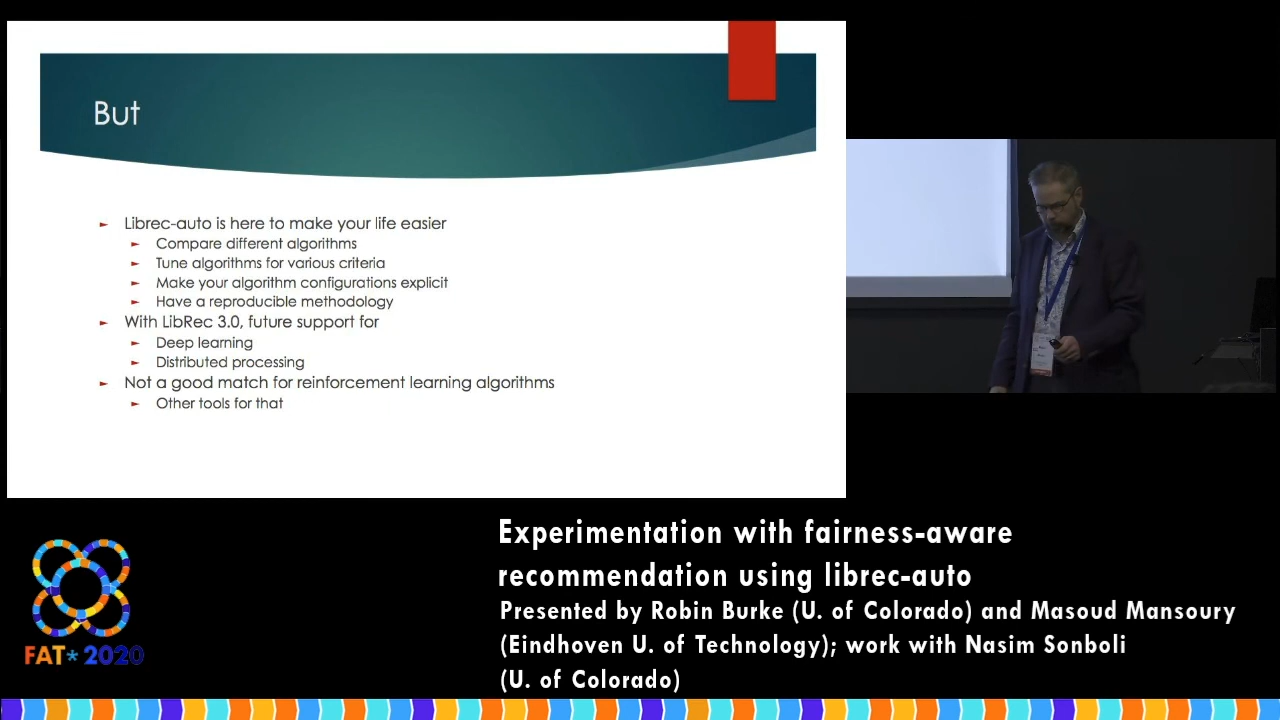 But
Librec-auto is here to make your life easier
Compare different algorithms
Tune algorithms for various criteria
Make your algorithm configurations explicit
Have a reproducible methodology
With LibRec 3.0, future support for
Deep learning
Distributed processing
Not a good match for reinforcement learning algorithms
Other tools for that
Experimentation with fairness-aware
recommendation using librec-auto
Presented by Robin Burke (U. of Colorado) and Masoud Mansoury
(Eindhoven U. of Technology); work with Nasim Sonboli
(U. of Colorado)
FAT* 2020